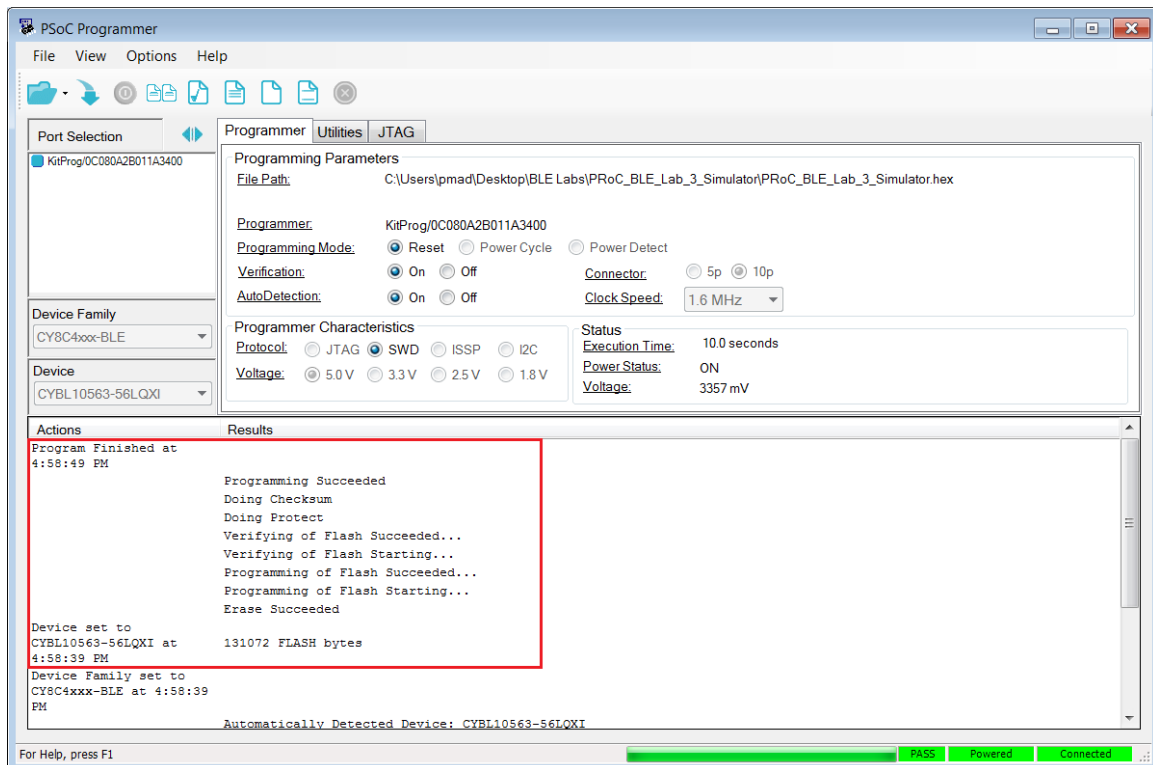 PSoC Programmer
File View Options Help
Port Selection
KitProg/0C080A2B011A3400
Device Family
CY8C4xxx-BLE
Device
CYBL10563-56LQXI
Programmer Utilities JTAG
Programming Parameters
File Path: C:\Users\pmad\Desktop\BLE Labs\PRoC_BLE_Lab_3_Simulator\PRoC_BLE_Lab_3_Simulator.hex
Programmer: KitProg/0C080A2B011A3400
Programming Mode: Reset Power Cycle Power Detect
Verification: On Off Connector: 5p 10p
AutoDetection: On Off Clock Speed: 1.6 MHz
Programmer Characteristics
Protocol: JTAG SWD ISSP I2C
Voltage: 5.0 V 3.3 V 2.5 V 1.8 V
Status
Execution Time: 10.0 seconds
Power Status: ON
Voltage: 3357 mV
Actions Results
Program Finished at
4:58:49 PM
Programming Succeeded
Doing Checksum
Doing Protect
Verifying of Flash Succeeded...
Verifying of Flash Starting...
Programming of Flash Succeeded...
Programming of Flash Starting...
Erase Succeeded
Device set to
CYBL10563-56LQXI at 131072 FLASH bytes
4:58:39 PM
Device Family set to
CY8C4xxx-BLE at 4:58:39
PM
Automatically Detected Device: CYBL10563-56LQXI
For Help, press F1 PASS Powered Connected